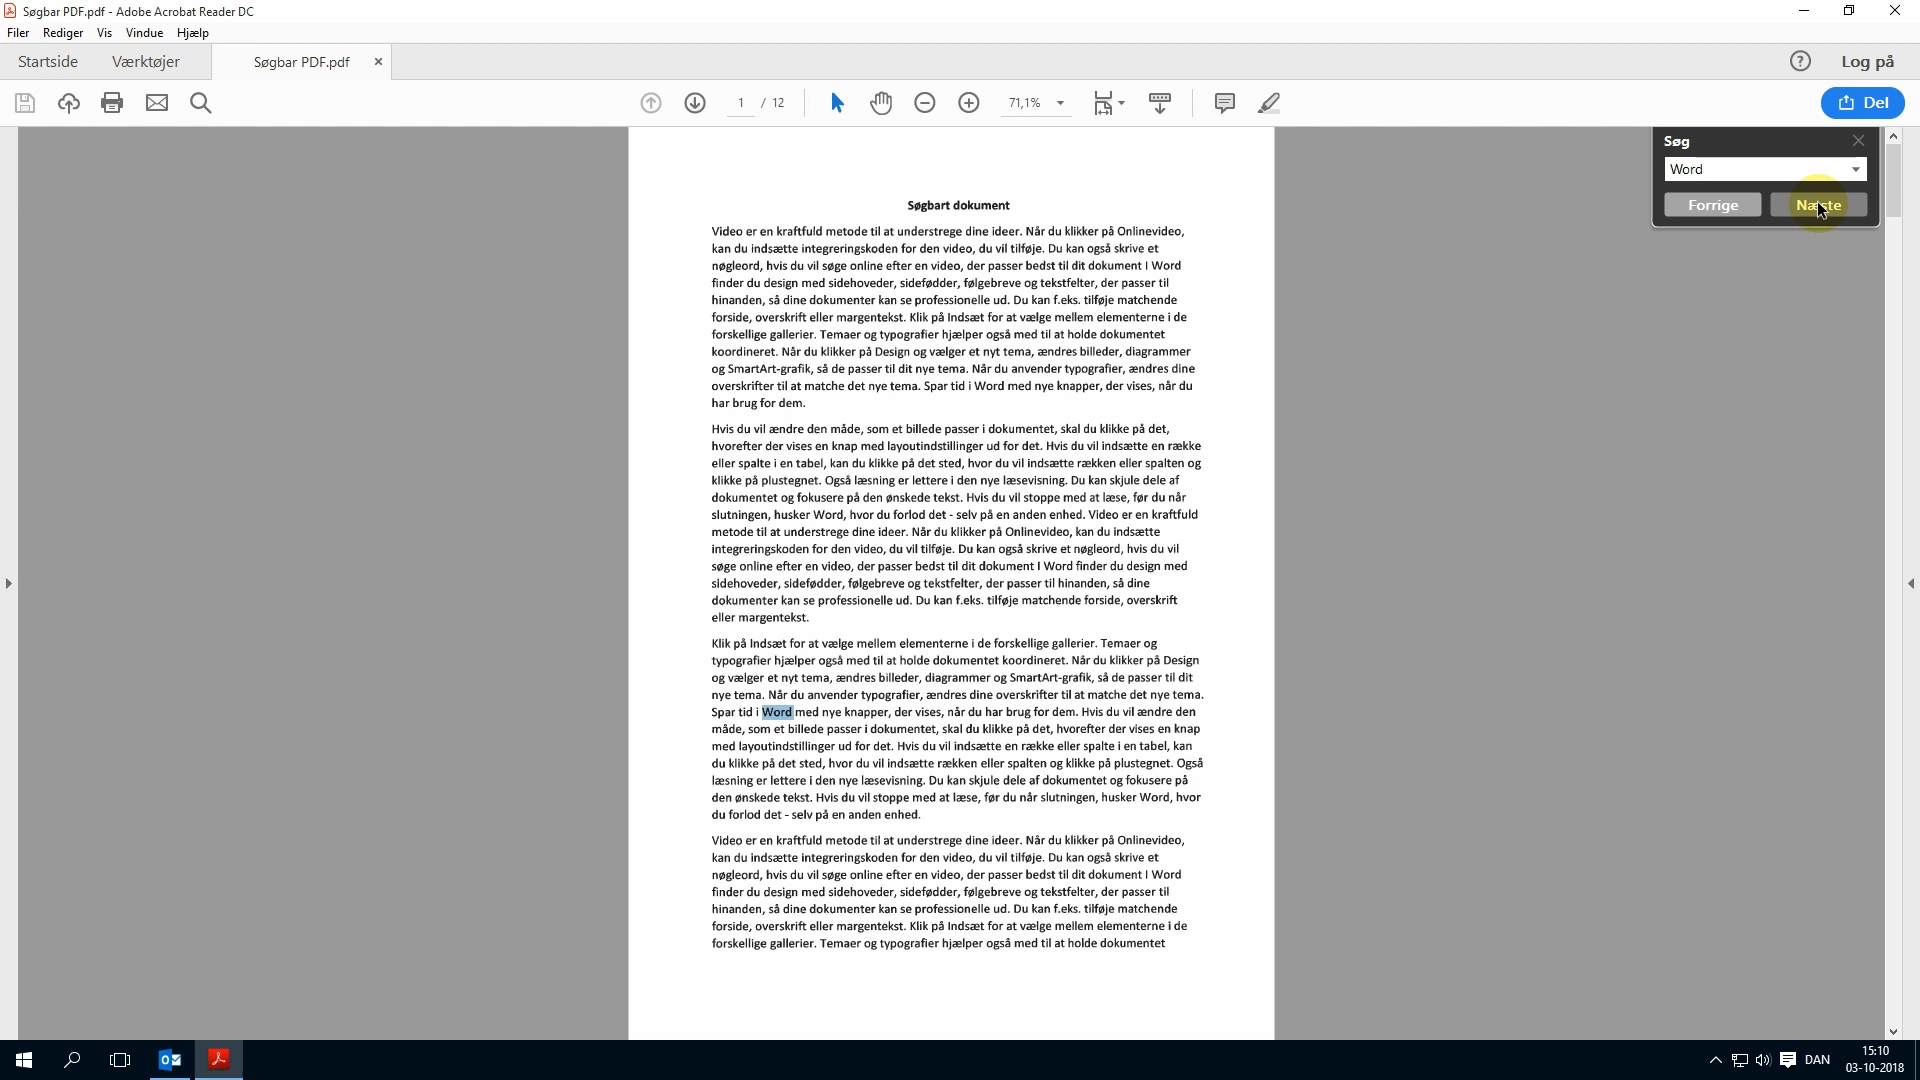 Søgbar PDF.pdf - Adobe Acrobat Reader DC
Filer Rediger Vis Vindue Hjælp
Startside Værktøjer Søgbar PDF.pdf Log på
1 / 12 71,1% Del
Søg
Word
Forrige Næste
Søgbart dokument
Video er en kraftfuld metode til at understrege dine ideer. Når du klikker på Onlinevideo,
kan du indsætte integreringskoden for den video, du vil tilføje. Du kan også skrive et
nøgleord, hvis du vil søge online efter en video, der passer bedst til dit dokument I Word
finder du design med sidehoveder, sidefødder, følgebreve og tekstfelter, der passer til
hinanden, så dine dokumenter kan se professionelle ud. Du kan f.eks. tilføje matchende
forside, overskrift eller margentekst. Klik på Indsæt for at vælge mellem elementerne i de
forskellige gallerier. Temaer og typografier hjælper også med til at holde dokumentet
koordineret. Når du klikker på Design og vælger et nyt tema, ændres billeder, diagrammer
og SmartArt-grafik, så de passer til dit nye tema. Når du anvender typografier, ændres dine
overskrifter til at matche det nye tema. Spar tid i Word med nye knapper, der vises, når du
har brug for dem.
Hvis du vil ændre den måde, som et billede passer i dokumentet, skal du klikke på det,
hvorefter der vises en knap med layoutindstillinger ud for det. Hvis du vil indsætte en række
eller spalte i en tabel, kan du klikke på det sted, hvor du vil indsætte rækken eller spalten og
klikke på plustegnet. Også læsning er lettere i den nye læsevisning. Du kan skjule dele af
dokumentet og fokusere på den ønskede tekst. Hvis du vil stoppe med at læse, før du når
slutningen, husker Word, hvor du forlod det - selv på en anden enhed. Video er en kraftfuld
metode til at understrege dine ideer. Når du klikker på Onlinevideo, kan du indsætte
integreringskoden for den video, du vil tilføje. Du kan også skrive et nøgleord, hvis du vil
søge online efter en video, der passer bedst til dit dokument I Word finder du design med
sidehoveder, sidefødder, følgebreve og tekstfelter, der passer til hinanden, så dine
dokumenter kan se professionelle ud. Du kan f.eks. tilføje matchende forside, overskrift
eller margentekst.
Klik på Indsæt for at vælge mellem elementerne i de forskellige gallerier. Temaer og
typografier hjælper også med til at holde dokumentet koordineret. Når du klikker på Design
og vælger et nyt tema, ændres billeder, diagrammer og SmartArt-grafik, så de passer til dit
nye tema. Når du anvender typografier, ændres dine overskrifter til at matche det nye tema.
Spar tid i Word med nye knapper, der vises, når du har brug for dem. Hvis du vil ændre den
måde, som et billede passer i dokumentet, skal du klikke på det, hvorefter der vises en knap
med layoutindstillinger ud for det. Hvis du vil indsætte en række eller spalte i en tabel, kan
du klikke på det sted, hvor du vil indsætte rækken eller spalten og klikke på plustegnet. Også
læsning er lettere i den nye læsevisning. Du kan skjule dele af dokumentet og fokusere på
den ønskede tekst. Hvis du vil stoppe med at læse, før du når slutningen, husker Word, hvor
du forlod det - selv på en anden enhed.
Video er en kraftfuld metode til at understrege dine ideer. Når du klikker på Onlinevideo,
kan du indsætte integreringskoden for den video, du vil tilføje. Du kan også skrive et
nøgleord, hvis du vil søge online efter en video, der passer bedst til dit dokument I Word
finder du design med sidehoveder, sidefødder, følgebreve og tekstfelter, der passer til
hinanden, så dine dokumenter kan se professionelle ud. Du kan f.eks. tilføje matchende
forside, overskrift eller margentekst. Klik på Indsæt for at vælge mellem elementerne i de
forskellige gallerier. Temaer og typografier hjælper også med til at holde dokumentet
DAN
15:10
03-10-2018